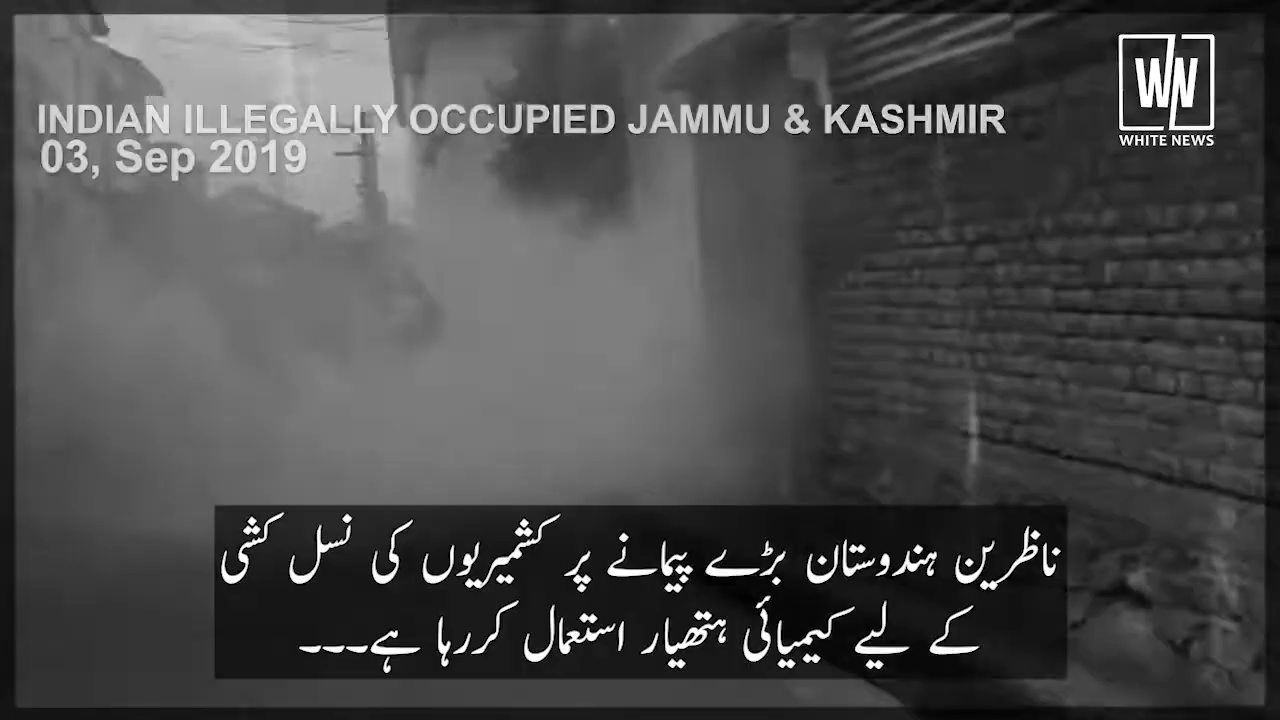 INDIAN ILLEGALLY OCCUPIED JAMMU & KASHMIR
03, Sep 2019
WN
WHITE NEWS
ناظرین ہندوستان بڑے پیمانے پر کشمیریوں کی نسل کشی
کے لیے کیمیائی ہتھیار استعمال کررہا ہے۔۔۔